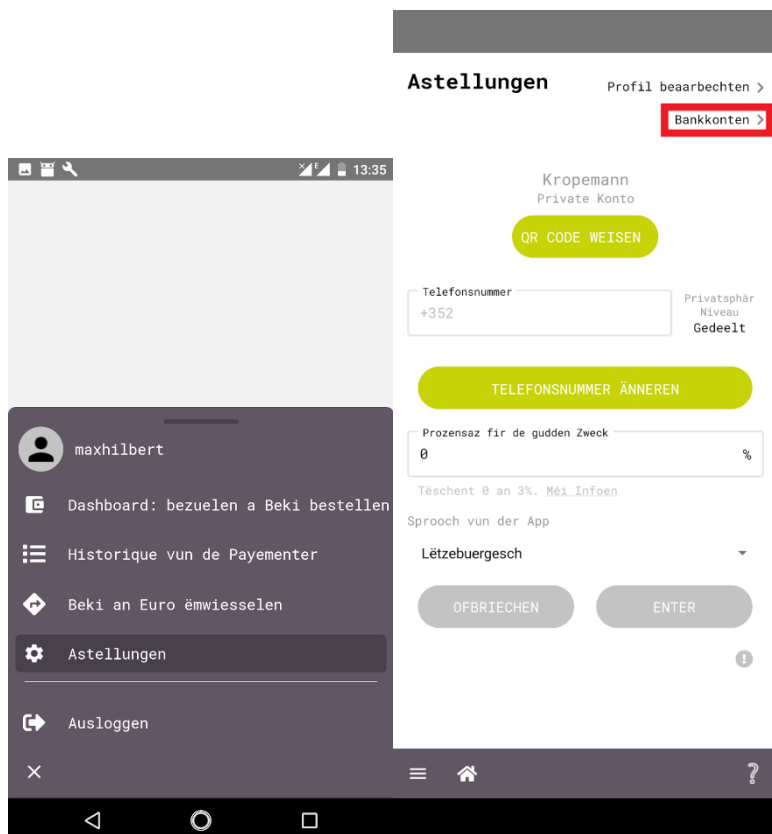 13:35
maxhilbert
Dashboard: bezuelen a Beki bestellen
Historique vun de Payementer
Beki an Euro ëmwiesselen
Astellungen
Ausloggen
Astellungen
Profil beaarbechten >
Bankkonten >
Kropemann
Private Konto
QR CODE WEISEN
Telefonsnummer
+352
Privatsphär
Niveau
Gedeelt
TELEFONSNUMMER ÄNNEREN
Prozensaz fir de gudden Zweck
0 %
Tëschent 0 an 3%. Méi Infoen
Sprooch vun der App
Lëtzebuergesch
OFBRIECHEN
ENTER